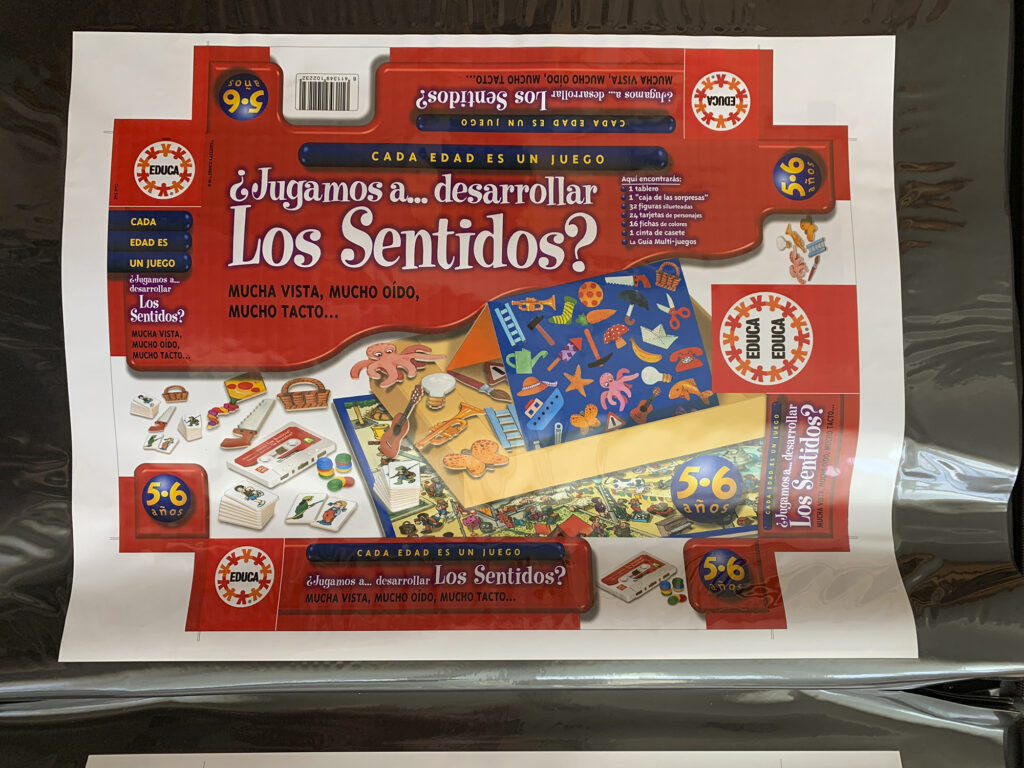 5•6
años
8 411349 102232
MUCHA VISTA, MUCHO OÍDO, MUCHO TACTO...
¿Jugamos a... desarrollar Los Sentidos?
CADA EDAD ES UN JUEGO
EDUCA
EDUCA
CADA EDAD ES UN JUEGO
5•6
años
¿Jugamos a... desarrollar
Los Sentidos?
MUCHA VISTA, MUCHO OÍDO,
MUCHO TACTO...
Aquí encontrarás:
• 1 tablero
• 1 "caja de las sorpresas"
• 32 figuras silueteadas
• 24 tarjetas de personajes
• 16 fichas de colores
• 1 cinta de casete
• La Guía Multi-juegos
CADA
EDAD ES
UN JUEGO
¿Jugamos a...
desarrollar
Los
Sentidos?
MUCHA VISTA,
MUCHO OÍDO,
MUCHO TACTO...
EDUCA
EDUCA
CADA EDAD ES UN JUEGO
¿Jugamos a... desarrollar
Los Sentidos?
MUCHA VISTA, MUCHO OÍDO, MUCHO TACTO...
5•6
años
5•6
años
EDUCA
CADA EDAD ES UN JUEGO
¿Jugamos a... desarrollar Los Sentidos?
MUCHA VISTA, MUCHO OÍDO, MUCHO TACTO...
5•6
años